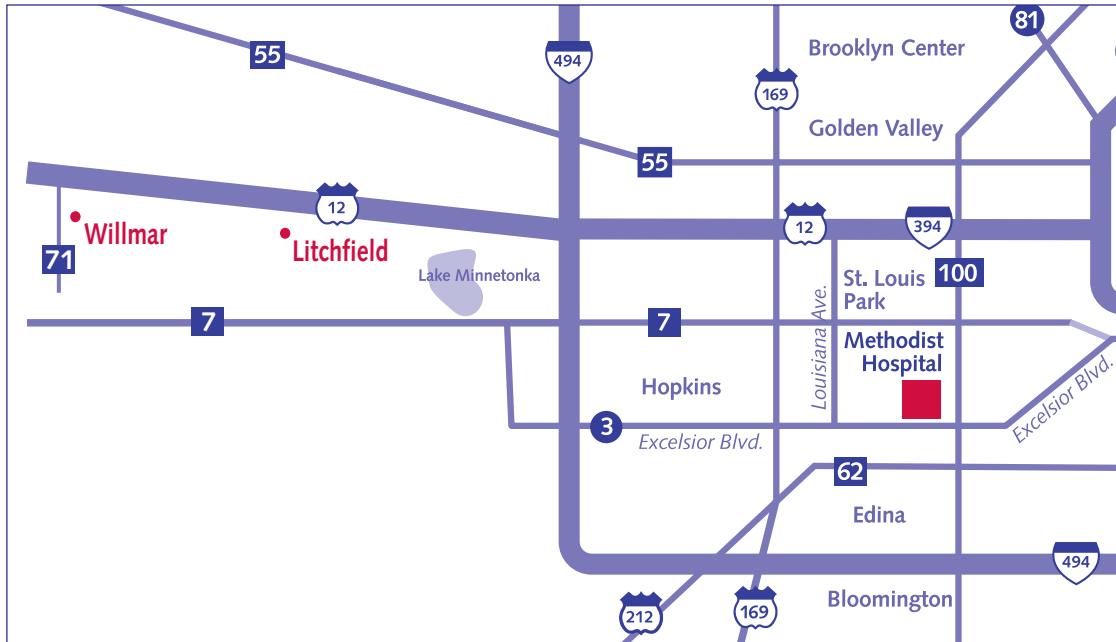 81
Brooklyn Center
55
494
169
Golden Valley
55
12
12
394
Willmar
Litchfield
71
Lake Minnetonka
St. Louis
Park
100
7
7
Louisiana Ave.
Methodist
Hospital
Hopkins
Excelsior Blvd.
3
Excelsior Blvd.
62
Edina
494
Bloomington
212
169